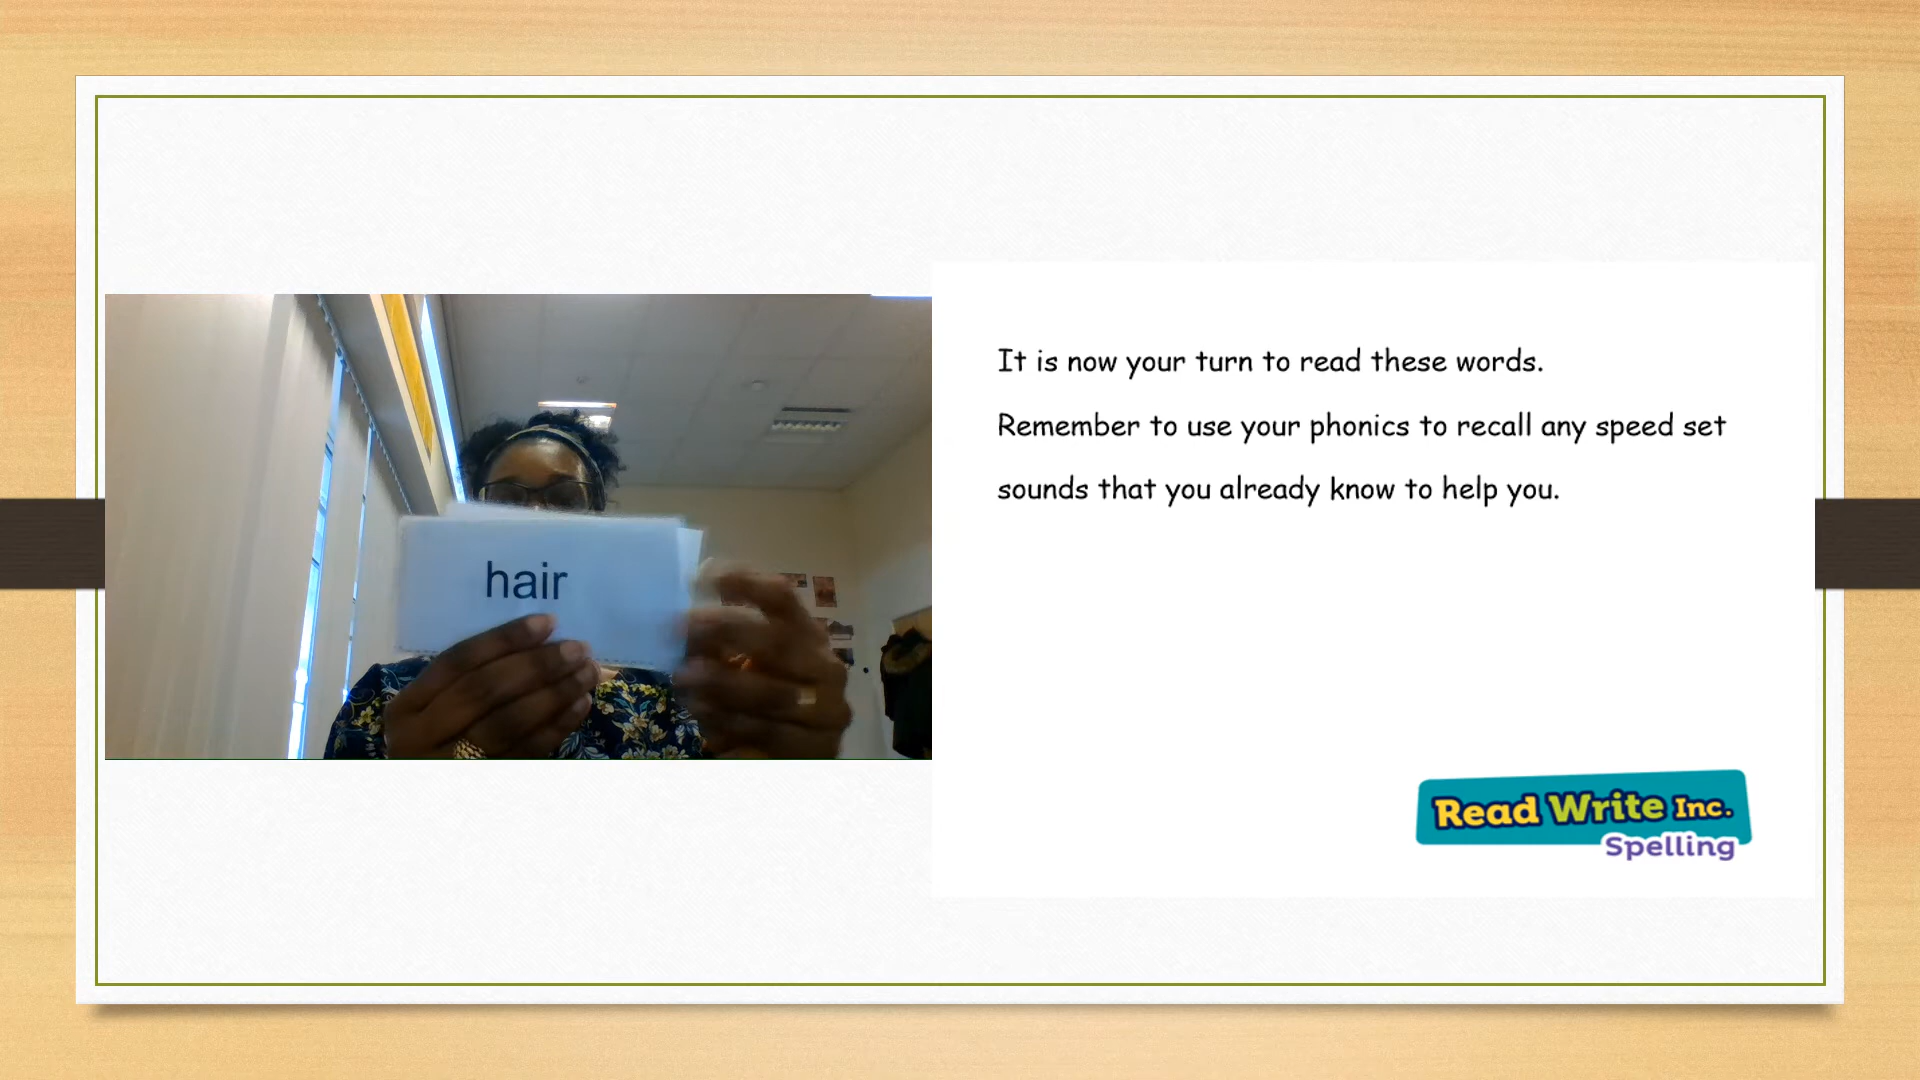 hair
It is now your turn to read these words.
Remember to use your phonics to recall any speed set
sounds that you already know to help you.
Read Write Inc.
Spelling